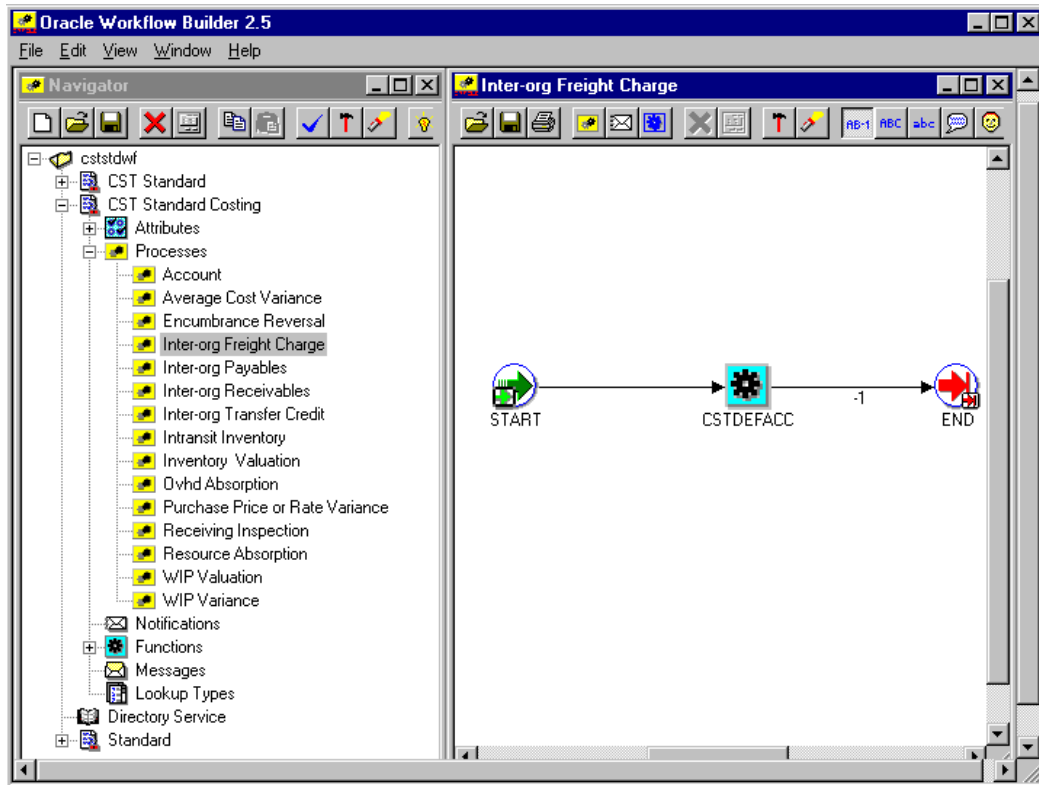 Oracle Workflow Builder 2.5
File Edit View Window Help
Navigator
cststdwf
CST Standard
CST Standard Costing
Attributes
Processes
Account
Average Cost Variance
Encumbrance Reversal
Inter-org Freight Charge
Inter-org Payables
Inter-org Receivables
Inter-org Transfer Credit
Intransit Inventory
Inventory  Valuation
Ovhd Absorption
Purchase Price or Rate Variance
Receiving Inspection
Resource Absorption
WIP Valuation
WIP Variance
Notifications
Functions
Messages
Lookup Types
Directory Service
Standard
Inter-org Freight Charge
AB-1 ABC abc
START CSTDEFACC -1 END